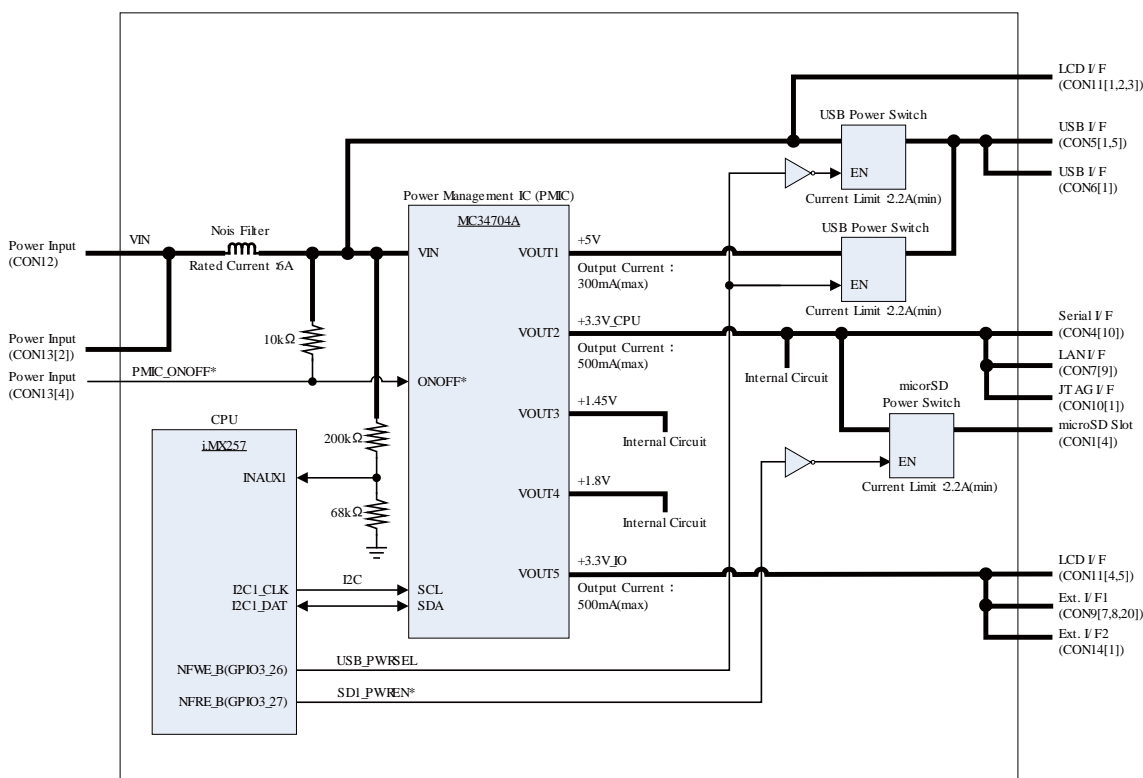 LCD I/F
(CON11[1,2,3])
USB Power Switch
USB I/F
(CON5[1,5])
EN
USB I/F
(CON6[1])
Current Limit :2.2A(min)
Power Management IC (PMIC)
MC34704A
USB Power Switch
Power Input
(CON12)
VIN
Nois Filter
Rated Current :6A
VIN
VOUT1
+5V
Output Current :
300mA(max)
EN
Current Limit :2.2A(min)
Power Input
(CON13[2])
10kΩ
VOUT2
+3.3V_CPU
Output Current :
500mA(max)
Internal Circuit
Serial I/F
(CON4[10])
LAN I/F
(CON7[9])
Power Input
(CON13[4])
PMIC_ONOFF*
ONOFF*
JTAG I/F
(CON10[1])
micorSD
Power Switch
microSD Slot
(CON1[4])
VOUT3
+1.45V
Internal Circuit
EN
Current Limit :2.2A(min)
CPU
i.MX257
200kΩ
INAUX1
68kΩ
VOUT4
+1.8V
Internal Circuit
VOUT5
+3.3V_IO
Output Current :
500mA(max)
LCD I/F
(CON11[4,5])
Ext. I/F1
(CON9[7,8,20])
Ext. I/F2
(CON14[1])
I2C1_CLK
I2C
SCL
I2C1_DAT
SDA
NFWE_B(GPIO3_26)
USB_PWRSEL
NFRE_B(GPIO3_27)
SD1_PWREN*